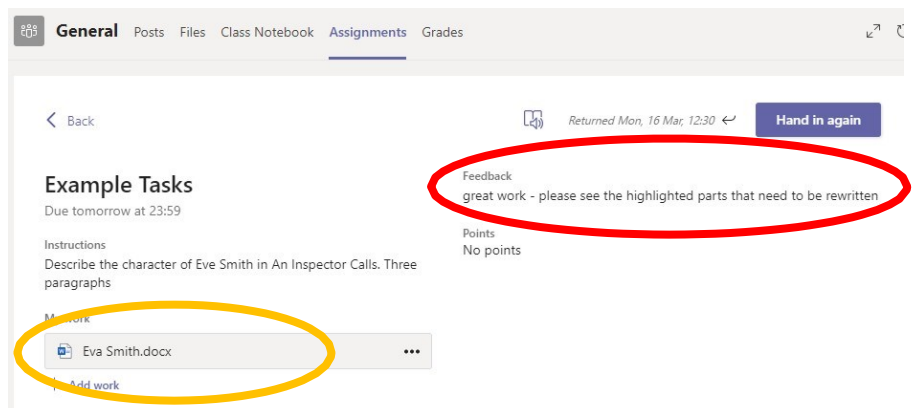 General Posts Files Class Notebook Assignments Grades
Back
Returned Mon, 16 Mar, 12:30
Hand in again
Example Tasks
Due tomorrow at 23:59
Feedback
great work - please see the highlighted parts that need to be rewritten
Points
No points
Instructions
Describe the character of Eve Smith in An Inspector Calls. Three
paragraphs
My work
Eva Smith.docx
Add work